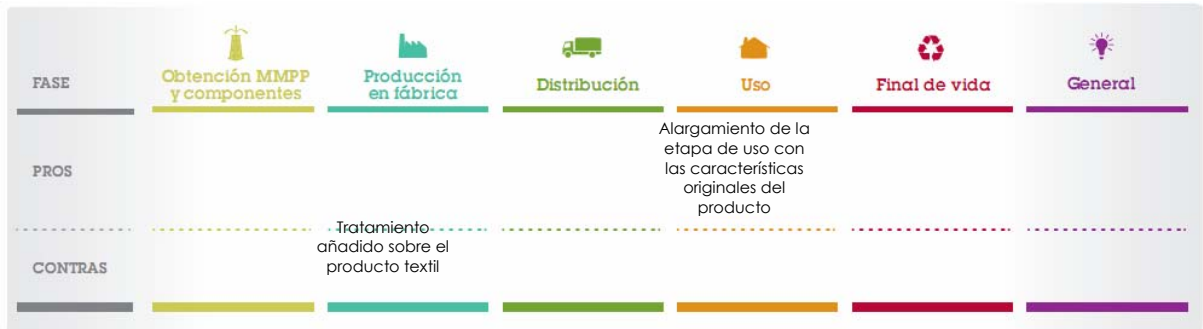 FASE
Obtención MMPP
y componentes
Producción
en fábrica
Distribución
Uso
Final de vida
General
PROS
Alargamiento de la
etapa de uso con
las características
originales del
producto
CONTRAS
Tratamiento
añadido sobre el
producto textil